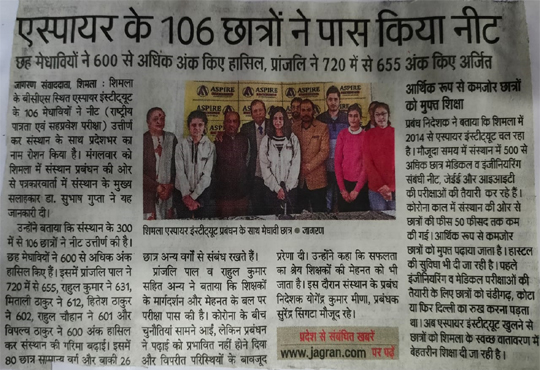 एस्पायर के 106 छात्रों ने पास किया नीट
छह मेधावियों ने 600 से अधिक अंक किए हासिल, प्रांजलि ने 720 में से 655 अंक किए अर्जित
जागरण संवाददाता, शिमला : शिमला
के बीसीएस स्थित एस्पायर इंस्टीट्यूट
के 106 मेधावियों ने नीट (राष्ट्रीय
पात्रता एवं सहप्रवेश परीक्षा) उत्तीर्ण
कर संस्थान के साथ प्रदेशभर का
नाम रोशन किया है। मंगलवार को
शिमला में संस्थान प्रबंधन की ओर
से पत्रकारवार्ता में संस्थान के मुख्य
सलाहकार डा. सुभाष गुप्ता ने यह
जानकारी दी।
उन्होंने बताया कि संस्थान के 300
में से 106 छात्रों ने नीट उत्तीर्ण की है।
छह मेधावियों ने 600 से अधिक अंक
हासिल किए हैं। इसमें प्रांजल पाल ने
720 में से 655, राहुल कुमार ने 631,
मिताली ठाकुर ने 612, हितेश ठाकुर
ने 602, राहुल चौहान ने 601 और
विपल्व ठाकुर ने 600 अंक हासिल
कर संस्थान की गरिमा बढ़ाई। इसमें
80 छात्र सामान्य वर्ग और बाकी 26
ASPIRE
ASPIRE
शिमला एस्पायर इंस्टीट्यूट प्रबंधन के साथ मेधावी छात्र ● जागरण
छात्र अन्य वर्गों से संबंध रखते हैं।
प्रांजल पाल व राहुल कुमार
सहित अन्य ने बताया कि शिक्षकों
के मार्गदर्शन और मेहनत के बल पर
परीक्षा पास की है। कोरोना के बीच
चुनौतियां सामने आईं, लेकिन प्रबंधन
ने पढ़ाई को प्रभावित नहीं होने दिया
और विपरीत परिस्थितियों के बावजूद
प्रेरणा दी। उन्होंने कहा कि सफलता
का श्रेय शिक्षकों की मेहनत को भी
जाता है। इस दौरान संस्थान के प्रबंध
निदेशक योगेंद्र कुमार मीणा, प्रबंधक
सुरेंद्र सिगटा मौजूद रहे।
प्रदेश से संबंधित खबरें
www.jagran.com पर पढ़ें
आर्थिक रूप से कमजोर छात्रों
को मुफ्त शिक्षा
प्रबंध निदेशक ने बताया कि शिमला में
2014 से एस्पायर इंस्टीट्यूट चल रहा
है। मौजूदा समय में संस्थान में 500 से
अधिक छात्र मेडिकल व इंजीनियरिंग
संबंधी नीट, जेईई और आइआइटी
की परीक्षाओं की तैयारी कर रहे हैं।
कोरोना काल में संस्थान की ओर से
छात्रों की फीस 50 फीसद तक कम
की गई। आर्थिक रूप से कमजोर
छात्रों को मुफ्त पढ़ाया जाता है। हास्टल
की सुविधा भी दी जा रही है। पहले
इंजीनियरिंग व मेडिकल परीक्षाओं की
तैयारी के लिए छात्रों को चंडीगढ़, कोटा
या फिर दिल्ली का रुख करना पड़ता
था। अब एस्पायर इंस्टीट्यूट खुलने से
छात्रों को शिमला के स्वच्छ वातावरण में
बेहतरीन शिक्षा दी जा रही है।